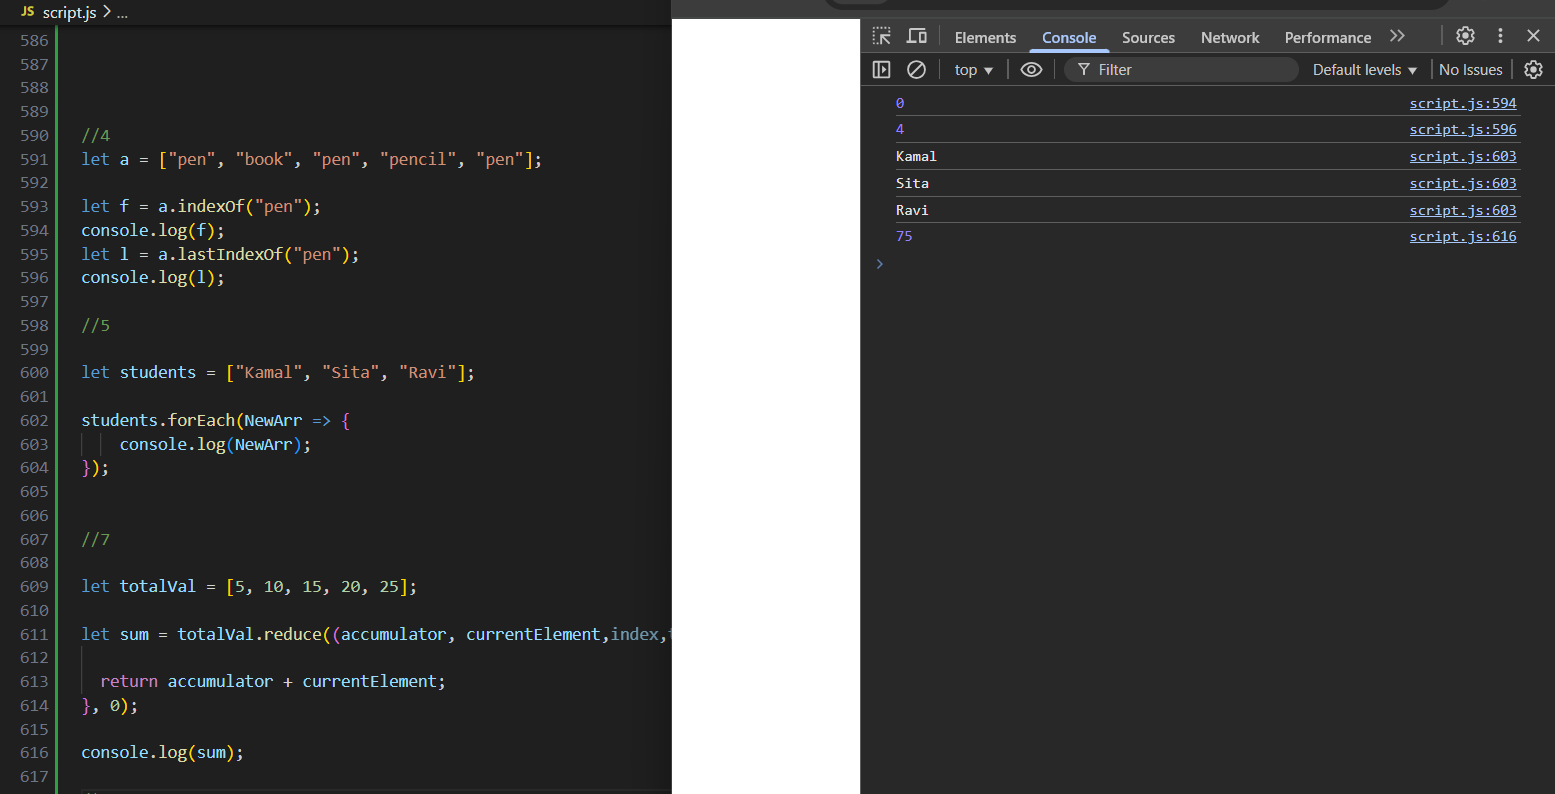 JS script.js > ...
586
587
588
589
590 //4
591 let a = ["pen", "book", "pen", "pencil", "pen"];
592
593 let f = a.indexOf("pen");
594 console.log(f);
595 let l = a.lastIndexOf("pen");
596 console.log(l);
597
598 //5
599
600 let students = ["Kamal", "Sita", "Ravi"];
601
602 students.forEach(NewArr => {
603 console.log(NewArr);
604 });
605
606
607 //7
608
609 let totalVal = [5, 10, 15, 20, 25];
610
611 let sum = totalVal.reduce((accumulator, currentElement,index,
612
613 return accumulator + currentElement;
614 }, 0);
615
616 console.log(sum);
617
Elements Console Sources Network Performance
top Filter Default levels No Issues
0 script.js:594
4 script.js:596
Kamal script.js:603
Sita script.js:603
Ravi script.js:603
75 script.js:616